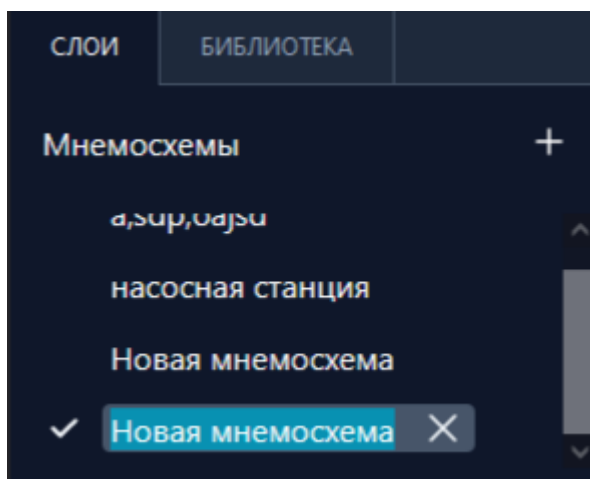 СЛОИ БИБЛИОТЕКА
Мнемосхемы
насосная станция
Новая мнемосхема
Новая мнемосхема